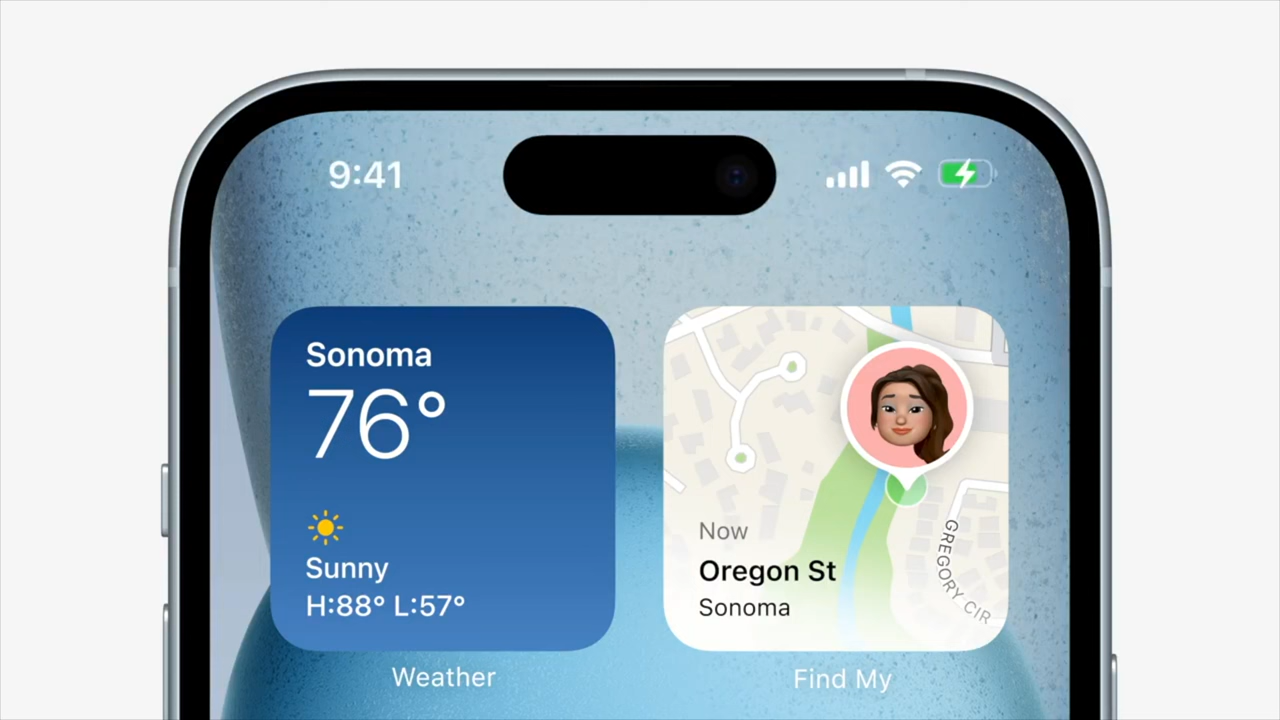 9:41
Sonoma
76°
Sunny
H:88° L:57°
Weather
Now
Oregon St
Sonoma
GREGORY CIR
Find My